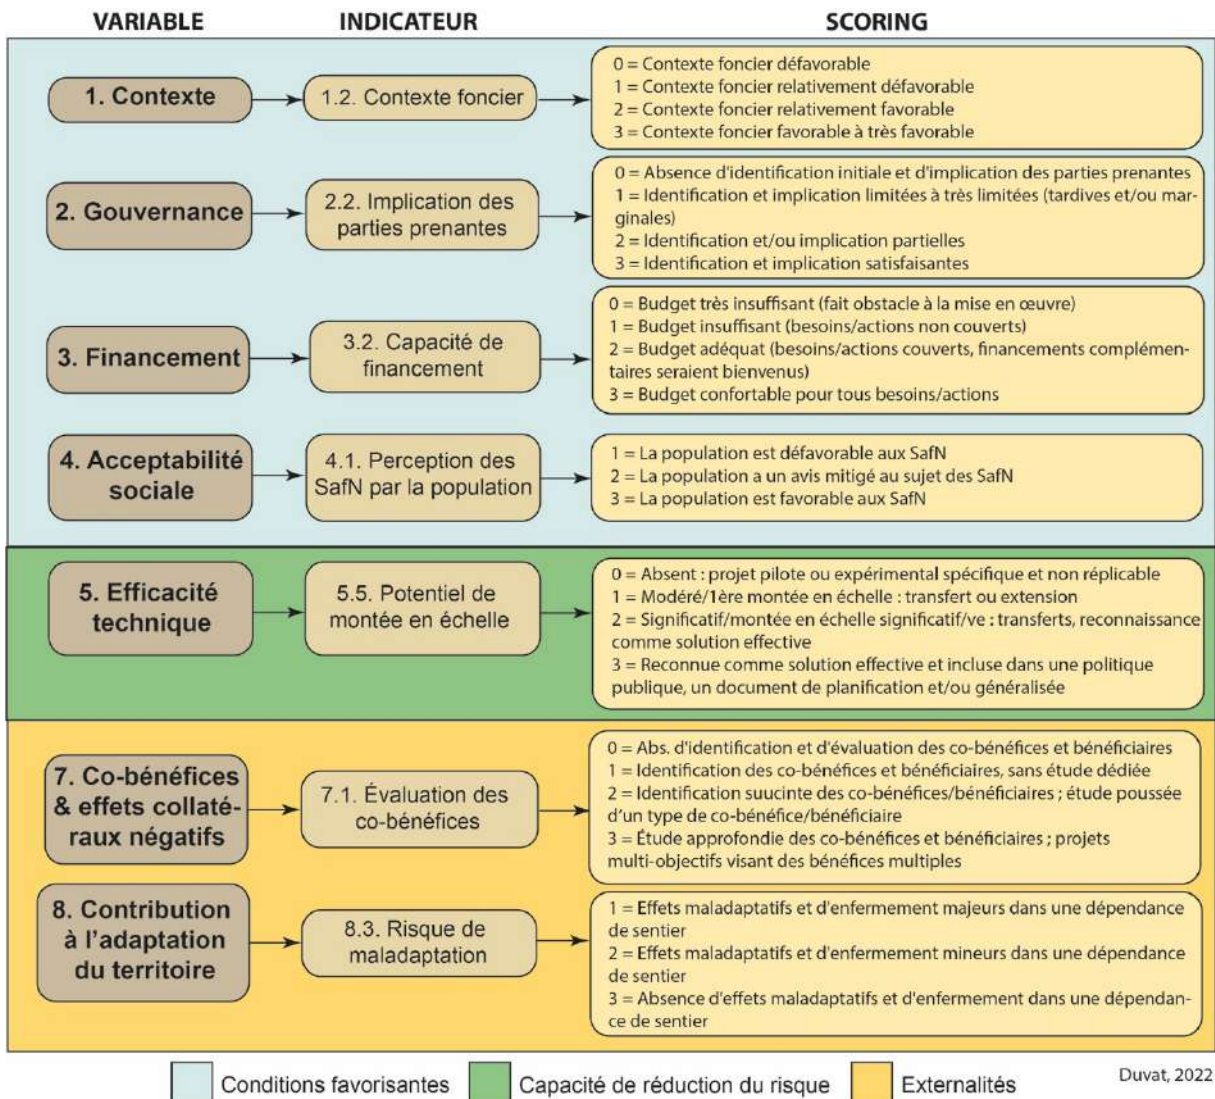 VARIABLE INDICATEUR SCORING
1. Contexte
1.2. Contexte foncier
0 = Contexte foncier défavorable
1 = Contexte foncier relativement défavorable
2 = Contexte foncier relativement favorable
3 = Contexte foncier favorable à très favorable
2. Gouvernance
2.2. Implication des
parties prenantes
0 = Absence d'identification initiale et d'implication des parties prenantes
1 = Identification et implication limitées à très limitées (tardives et/ou mar-
ginales)
2 = Identification et/ou implication partielles
3 = Identification et implication satisfaisantes
3. Financement
3.2. Capacité de
financement
0 = Budget très insuffisant (fait obstacle à la mise en œuvre)
1 = Budget insuffisant (besoins/actions non couverts)
2 = Budget adéquat (besoins/actions couverts, financements complémen-
taires seraient bienvenus)
3 = Budget confortable pour tous besoins/actions
4. Acceptabilité
sociale
4.1. Perception des
SafN par la population
1 = La population est défavorable aux SafN
2 = La population a un avis mitigé au sujet des SafN
3 = La population est favorable aux SafN
5. Efficacité
technique
5.5. Potentiel de
montée en échelle
0 = Absent : projet pilote ou expérimental spécifique et non réplicable
1 = Modéré/1ère montée en échelle : transfert ou extension
2 = Significatif/montée en échelle significatif/ve : transferts, reconnaissance
comme solution effective
3 = Reconnue comme solution effective et incluse dans une politique
publique, un document de planification et/ou généralisée
7. Co-bénéfices
& effets collaté-
raux négatifs
7.1. Évaluation des
co-bénéfices
0 = Abs. d'identification et d'évaluation des co-bénéfices et bénéficiaires
1 = Identification des co-bénéfices et bénéficiaires, sans étude dédiée
2 = Identification suucinte des co-bénéfices/bénéficiaires ; étude poussée
d'un type de co-bénéfice/bénéficiaire
3 = Étude approfondie des co-bénéfices et bénéficiaires ; projets
multi-objectifs visant des bénéfices multiples
8. Contribution
à l'adaptation
du territoire
8.3. Risque de
maladaptation
1 = Effets maladaptatifs et d'enfermement majeurs dans une dépendance
de sentier
2 = Effets maladaptatifs et d'enfermement mineurs dans une dépendance
de sentier
3 = Absence d'effets maladaptatifs et d'enfermement dans une dépendan-
ce de sentier
Conditions favorisantes Capacité de réduction du risque Externalités
Duvat, 2022